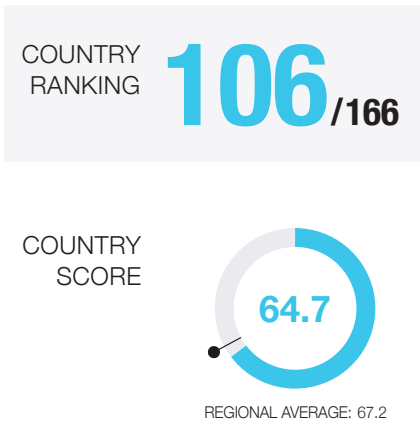 COUNTRY
RANKING
106/166
COUNTRY
SCORE
64.7
REGIONAL AVERAGE: 67.2